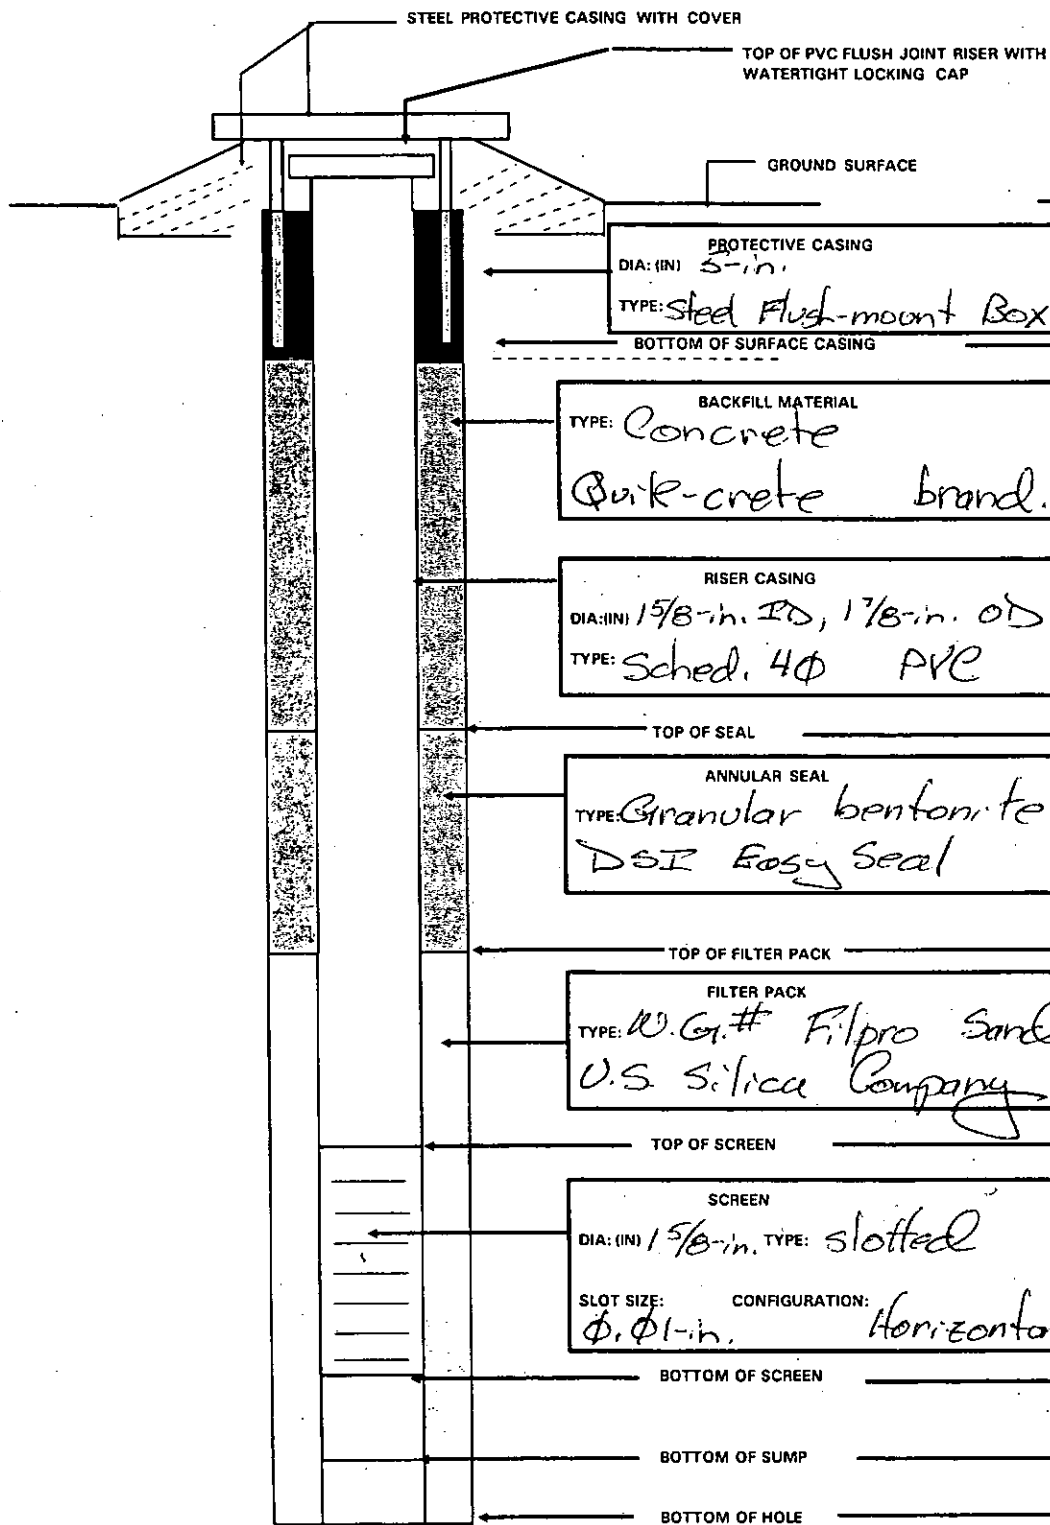 STEEL PROTECTIVE CASING WITH COVER
TOP OF PVC FLUSH JOINT RISER WITH
WATERTIGHT LOCKING CAP
GROUND SURFACE
PROTECTIVE CASING
DIA: (IN) 5-in.
TYPE: Steel Flush-mount Box
BOTTOM OF SURFACE CASING
BACKFILL MATERIAL
TYPE: Concrete
Quik-crete brand.
RISER CASING
DIA:(IN) 1 5/8-in. ID, 1 7/8-in. OD
TYPE: Sched. 40 PVC
TOP OF SEAL
ANNULAR SEAL
TYPE: Granular bentonite
DSI Easy Seal
TOP OF FILTER PACK
FILTER PACK
TYPE: W.G.# Filpro Sand
U.S. Silica Company
TOP OF SCREEN
SCREEN
DIA: (IN) 1 5/8-in. TYPE: slotted
SLOT SIZE: CONFIGURATION:
0.01-in. Horizonta
BOTTOM OF SCREEN
BOTTOM OF SUMP
BOTTOM OF HOLE